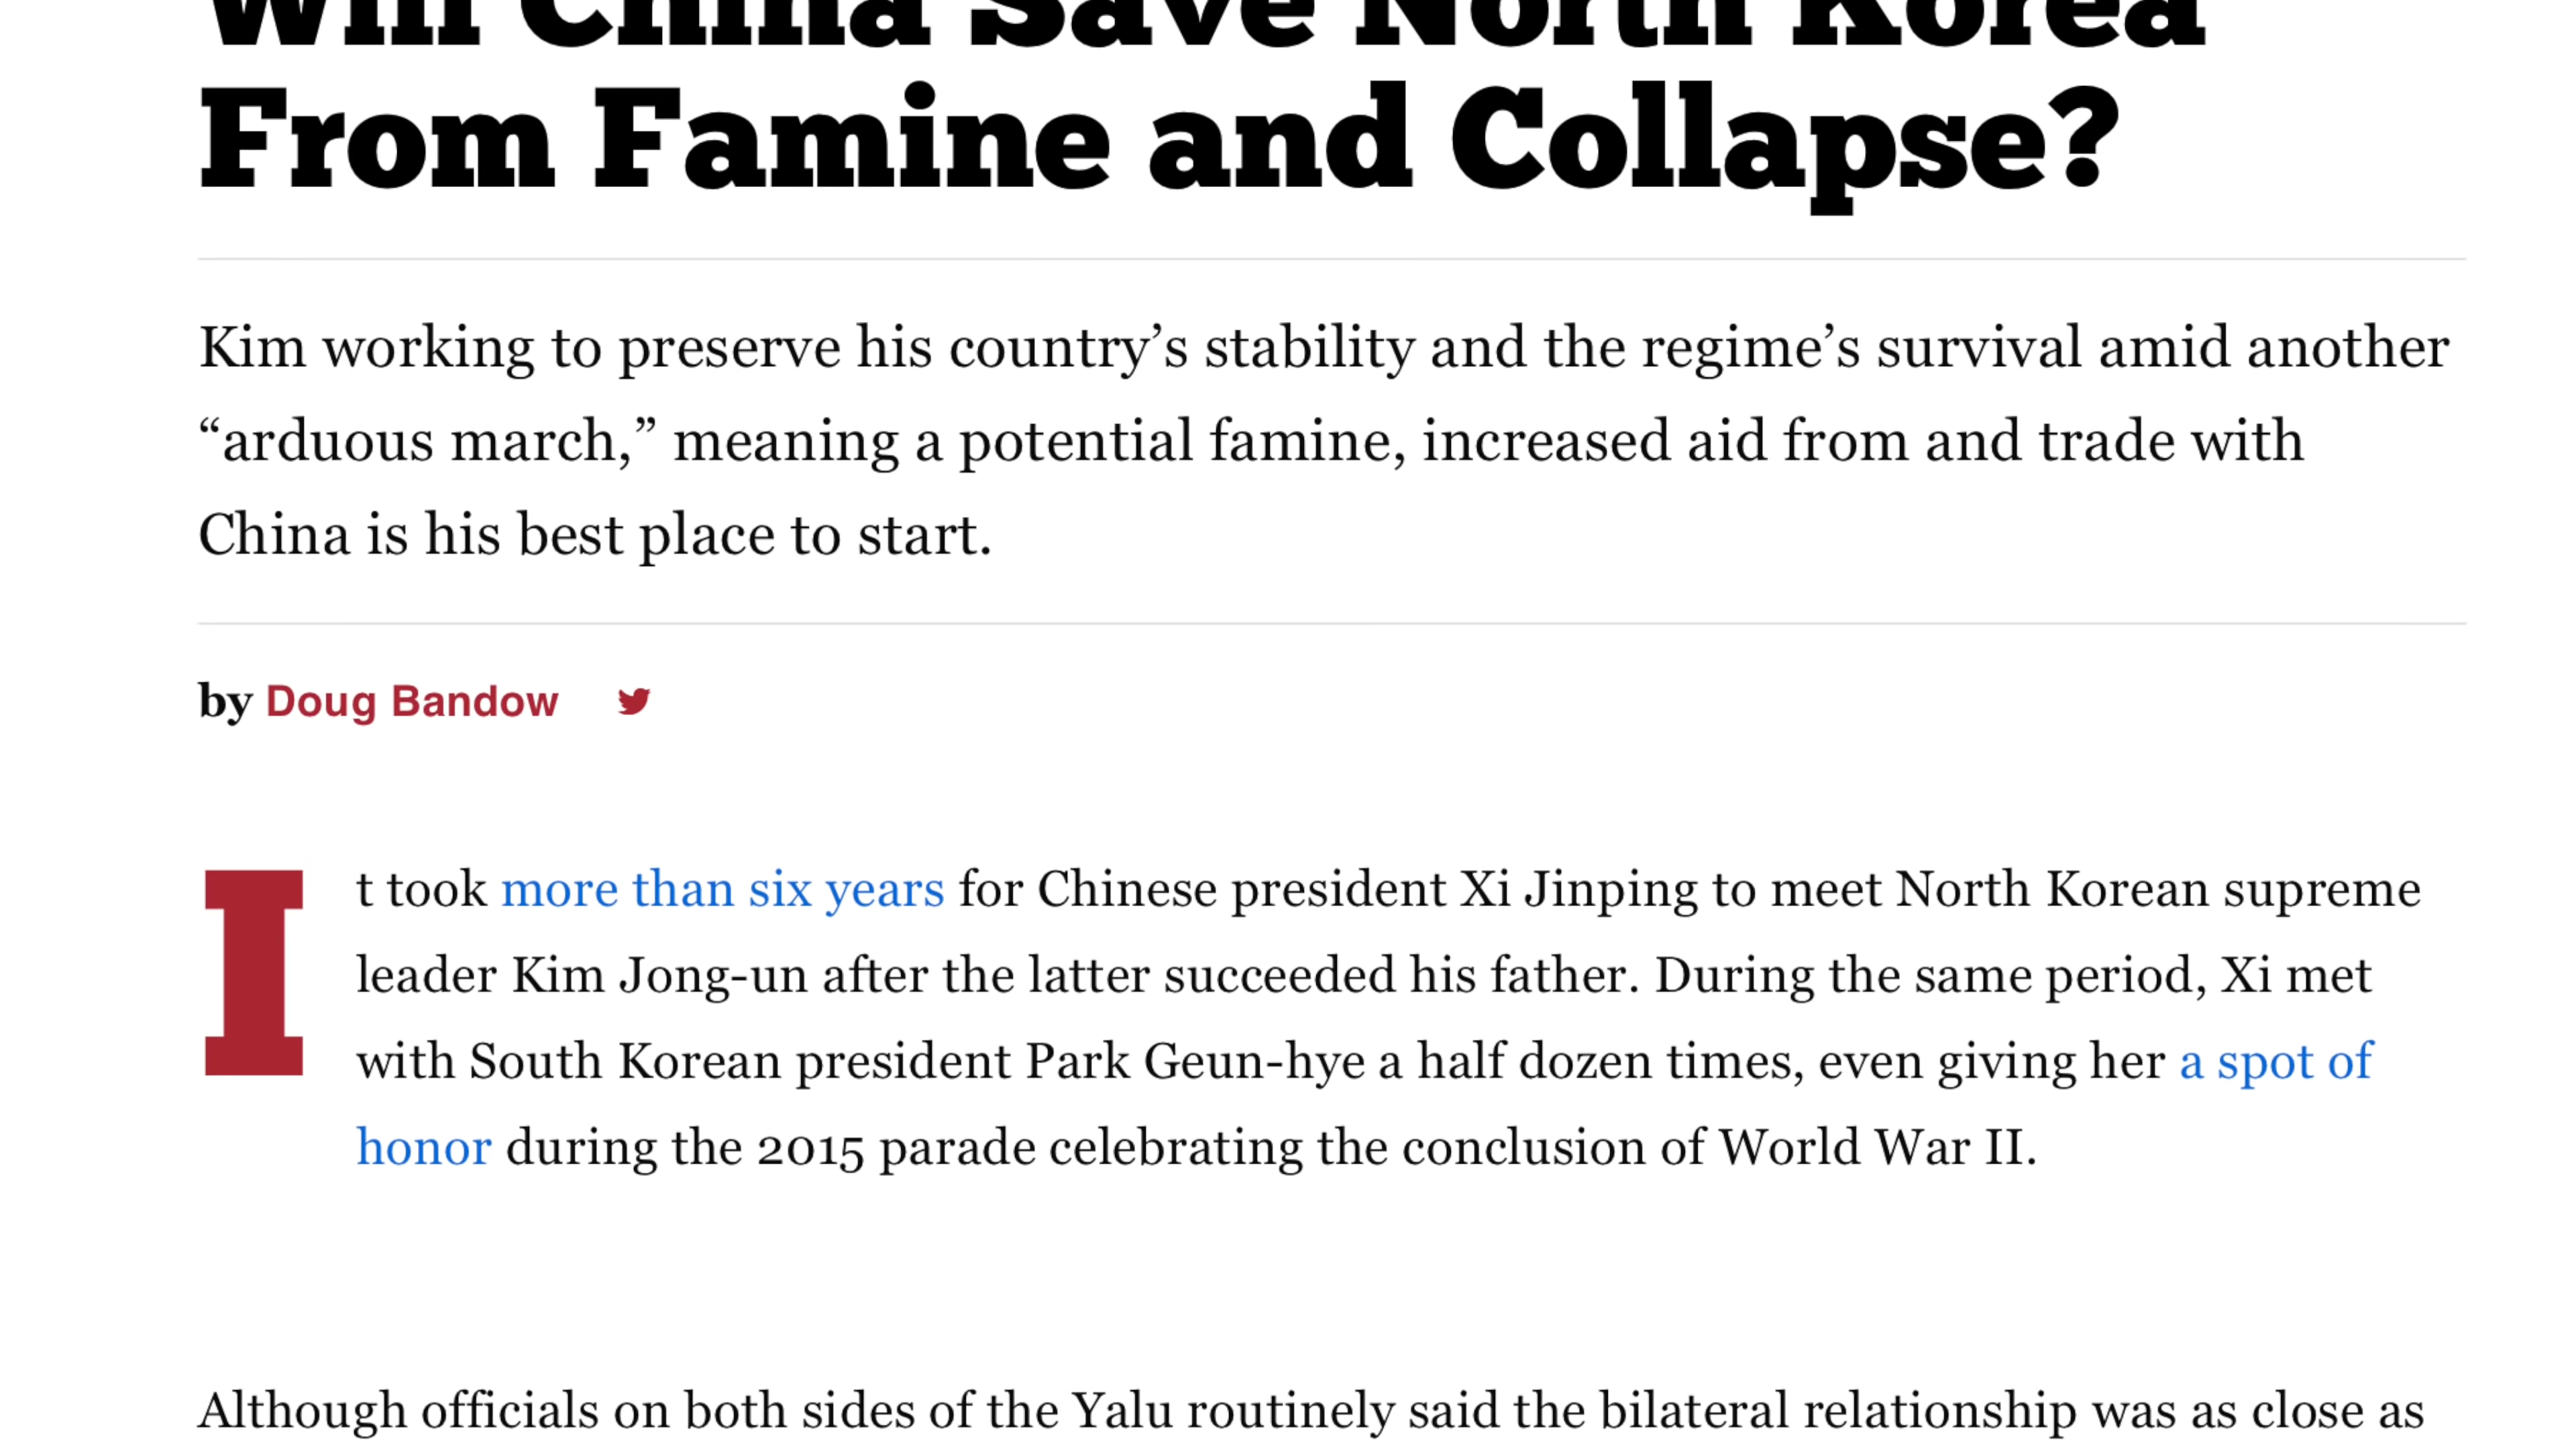 Will China Save North Korea
From Famine and Collapse?
Kim working to preserve his country’s stability and the regime’s survival amid another
“arduous march,” meaning a potential famine, increased aid from and trade with
China is his best place to start.
by Doug Bandow
It took more than six years for Chinese president Xi Jinping to meet North Korean supreme
leader Kim Jong-un after the latter succeeded his father. During the same period, Xi met
with South Korean president Park Geun-hye a half dozen times, even giving her a spot of
honor during the 2015 parade celebrating the conclusion of World War II.
Although officials on both sides of the Yalu routinely said the bilateral relationship was as close as